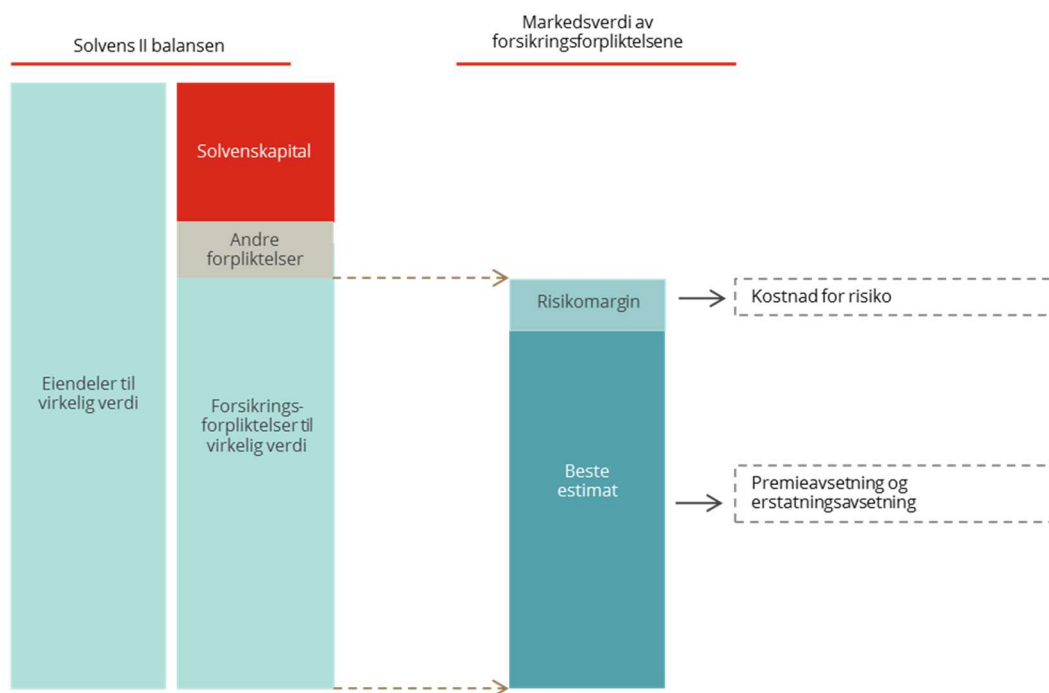 Solvens II balansen
Markedsverdi av
forsikringsforpliktelsene
Solvenskapital
Andre
forpliktelser
Eiendeler til
virkelig verdi
Forsikrings-
forpliktelser til
virkelig verdi
Risikomargin
Kostnad for risiko
Beste
estimat
Premieavsetning og
erstatningsavsetning